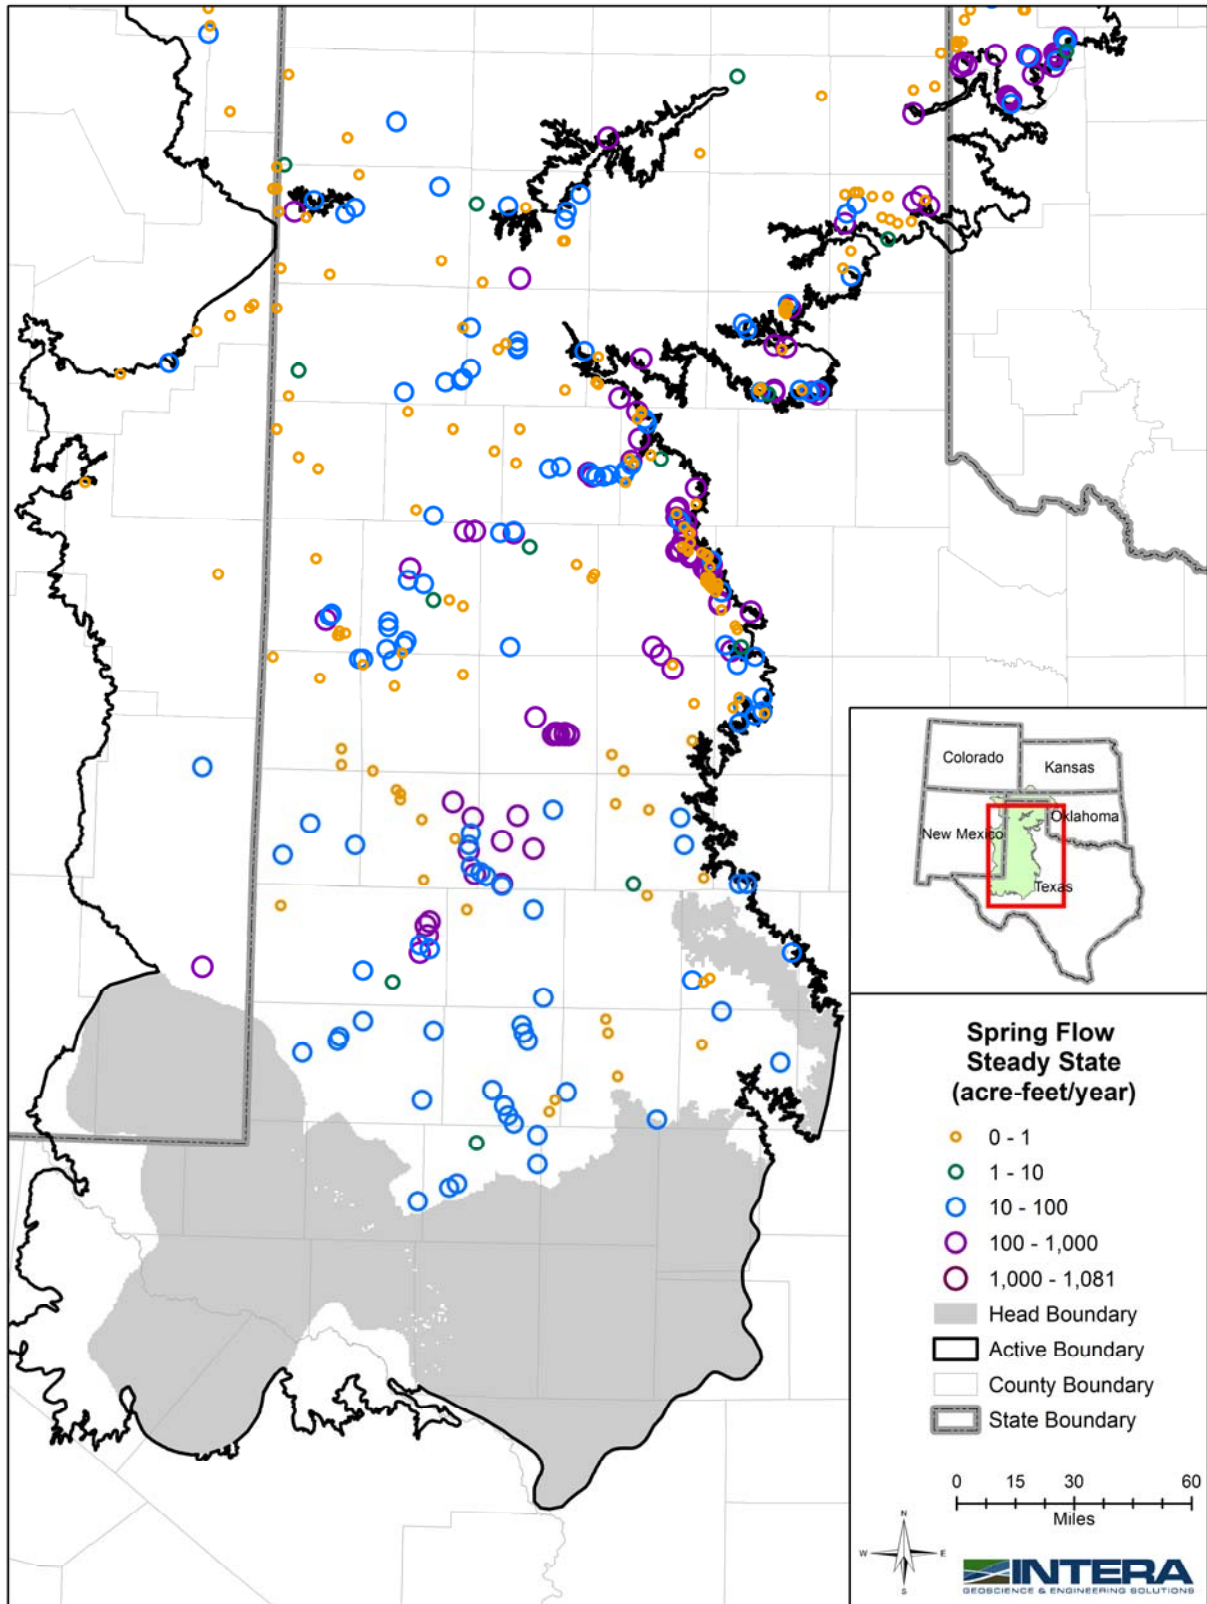 Colorado
Kansas
New Mexico
Oklahoma
Texas
Spring Flow
Steady State
(acre-feet/year)
0 - 1
1 - 10
10 - 100
100 - 1,000
1,000 - 1,081
Head Boundary
Active Boundary
County Boundary
State Boundary
0 15 30 60
Miles
N
W E
S
INTERA
GEOSCIENCE & ENGINEERING SOLUTIONS